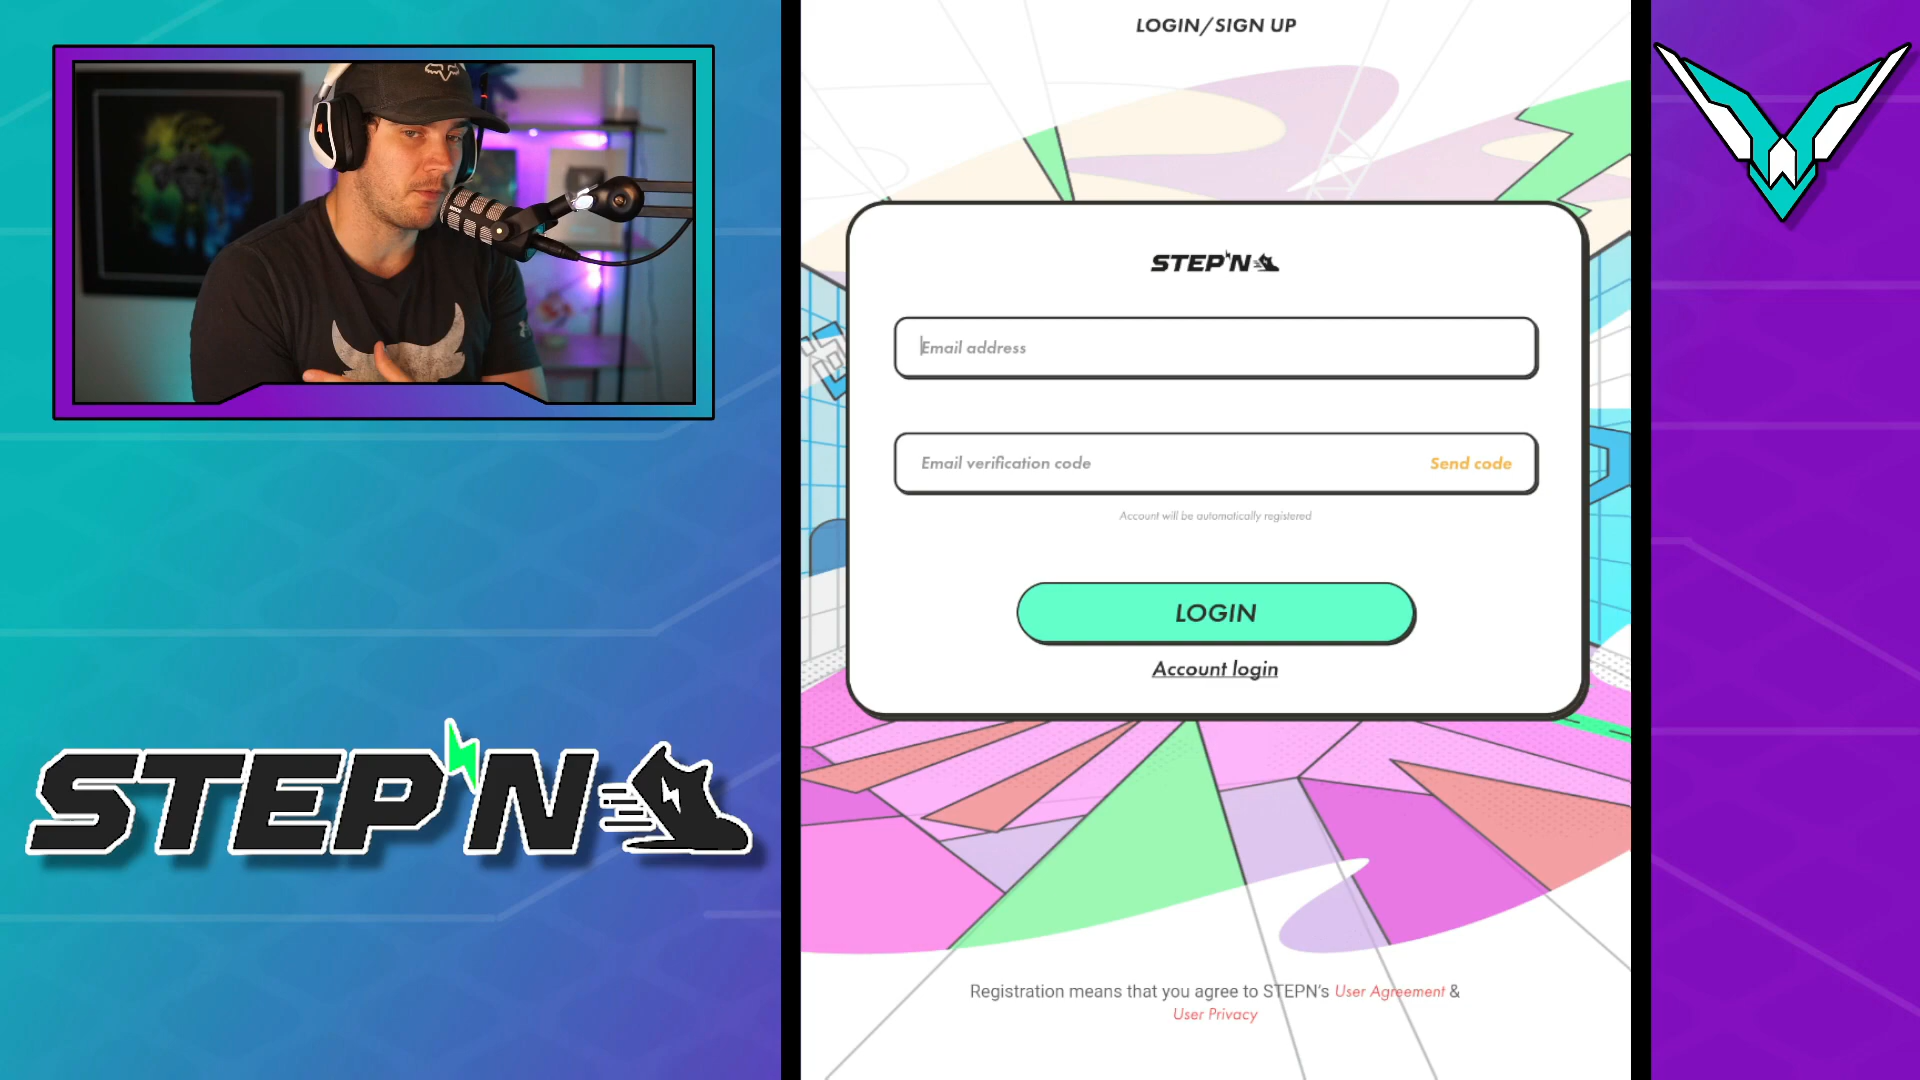 LOGIN/SIGN UP
STEP'N
Email address
Email verification code
Send code
Account will be automatically registered
LOGIN
Account login
STEP'N
Registration means that you agree to STEPN's User Agreement &
User Privacy